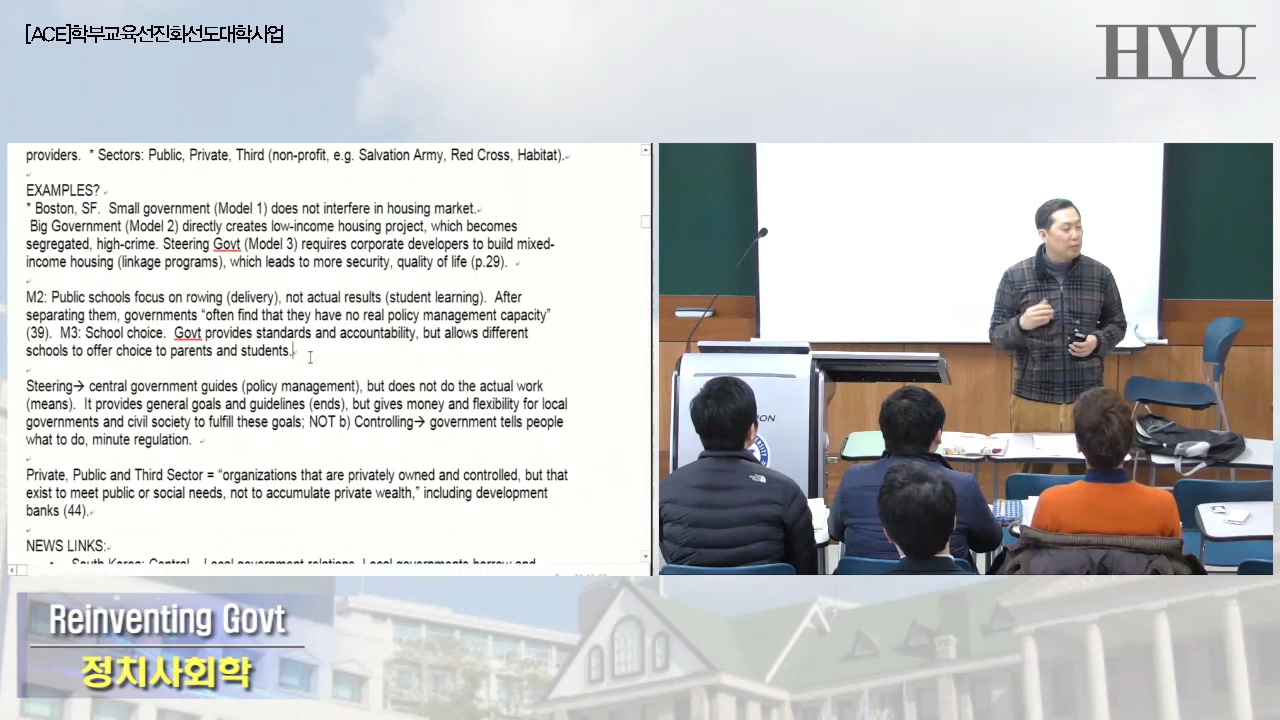 [ACE]학부교육선진화선도대학사업
HYU
providers. * Sectors: Public, Private, Third (non-profit, e.g. Salvation Army, Red Cross, Habitat).
EXAMPLES?
* Boston, SF. Small government (Model 1) does not interfere in housing market.
Big Government (Model 2) directly creates low-income housing project, which becomes
segregated, high-crime. Steering Govt (Model 3) requires corporate developers to build mixed-
income housing (linkage programs), which leads to more security, quality of life (p.29).
M2: Public schools focus on rowing (delivery), not actual results (student learning). After
separating them, governments “often find that they have no real policy management capacity”
(39). M3: School choice. Govt provides standards and accountability, but allows different
schools to offer choice to parents and students.
Steering→ central government guides (policy management), but does not do the actual work
(means). It provides general goals and guidelines (ends), but gives money and flexibility for local
governments and civil society to fulfill these goals; NOT b) Controlling→ government tells people
what to do, minute regulation.
Private, Public and Third Sector = “organizations that are privately owned and controlled, but that
exist to meet public or social needs, not to accumulate private wealth,” including development
banks (44).
NEWS LINKS:
South Korea: Central – Local government relations. Local governments borrow and
Reinventing Govt
정치사회학